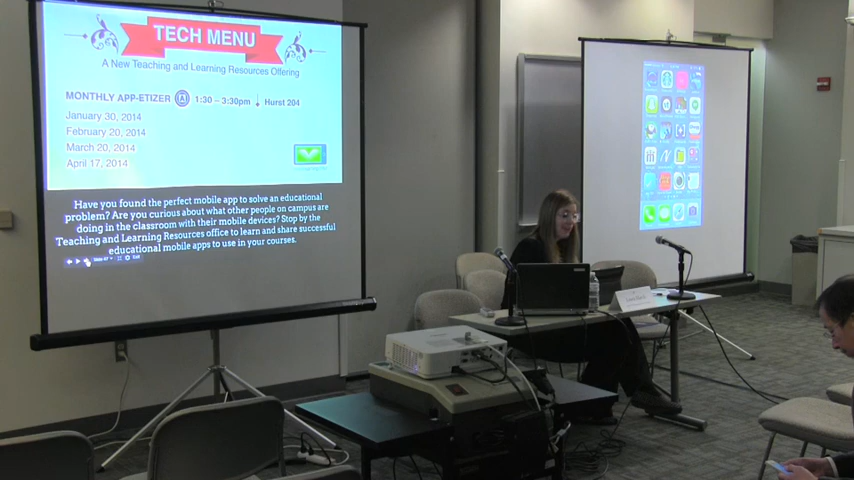 TECH MENU
A New Teaching and Learning Resources Offering
MONTHLY APP-ETIZER 1:30 – 3:30pm Hurst 204
January 30, 2014
February 20, 2014
March 20, 2014
April 17, 2014
Have you found the perfect mobile app to solve an educational
problem? Are you curious about what other people on campus are
doing in the classroom with their mobile devices? Stop by the
Teaching and Learning Resources office to learn and share successful
educational mobile apps to use in your courses.